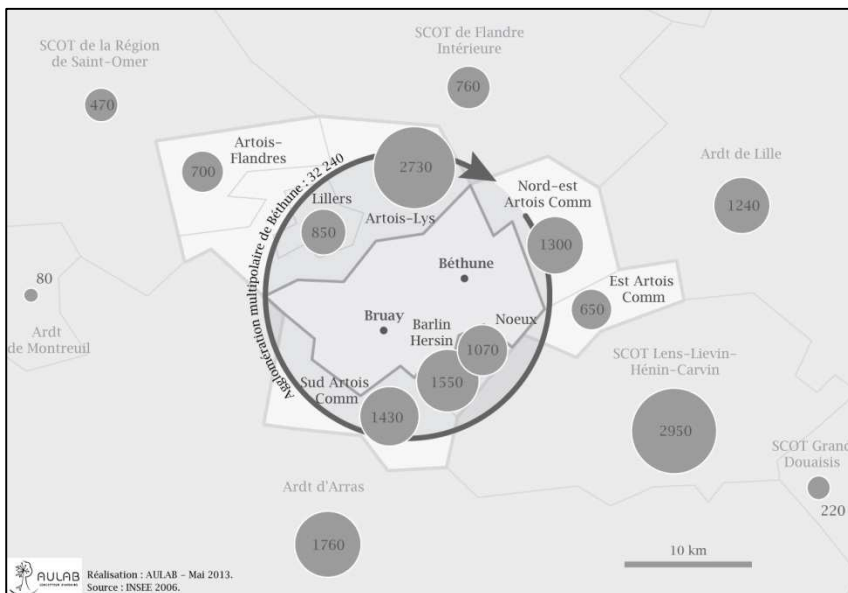 SCOT de la Région
de Saint-Omer
470
SCOT de Flandre
Intérieure
760
Artois-
Flandres
700
2730
Ardt de Lille
1240
Nord-est
Artois Comm
1300
Lillers
850
Artois-Lys
Agglomération multipolaire de Béthune : 32 240
Béthune
Est Artois
Comm
650
80
Ardt
de Montreuil
Bruay
Barlin
Hersin
1550
Noeux
1070
Sud Artois
Comm
1430
SCOT Lens-Lievin-
Hénin-Carvin
2950
SCOT Grand
Douaisis
220
Ardt d'Arras
1760
10 km
AULAB
Réalisation : AULAB - Mai 2013.
Source : INSEE 2006.